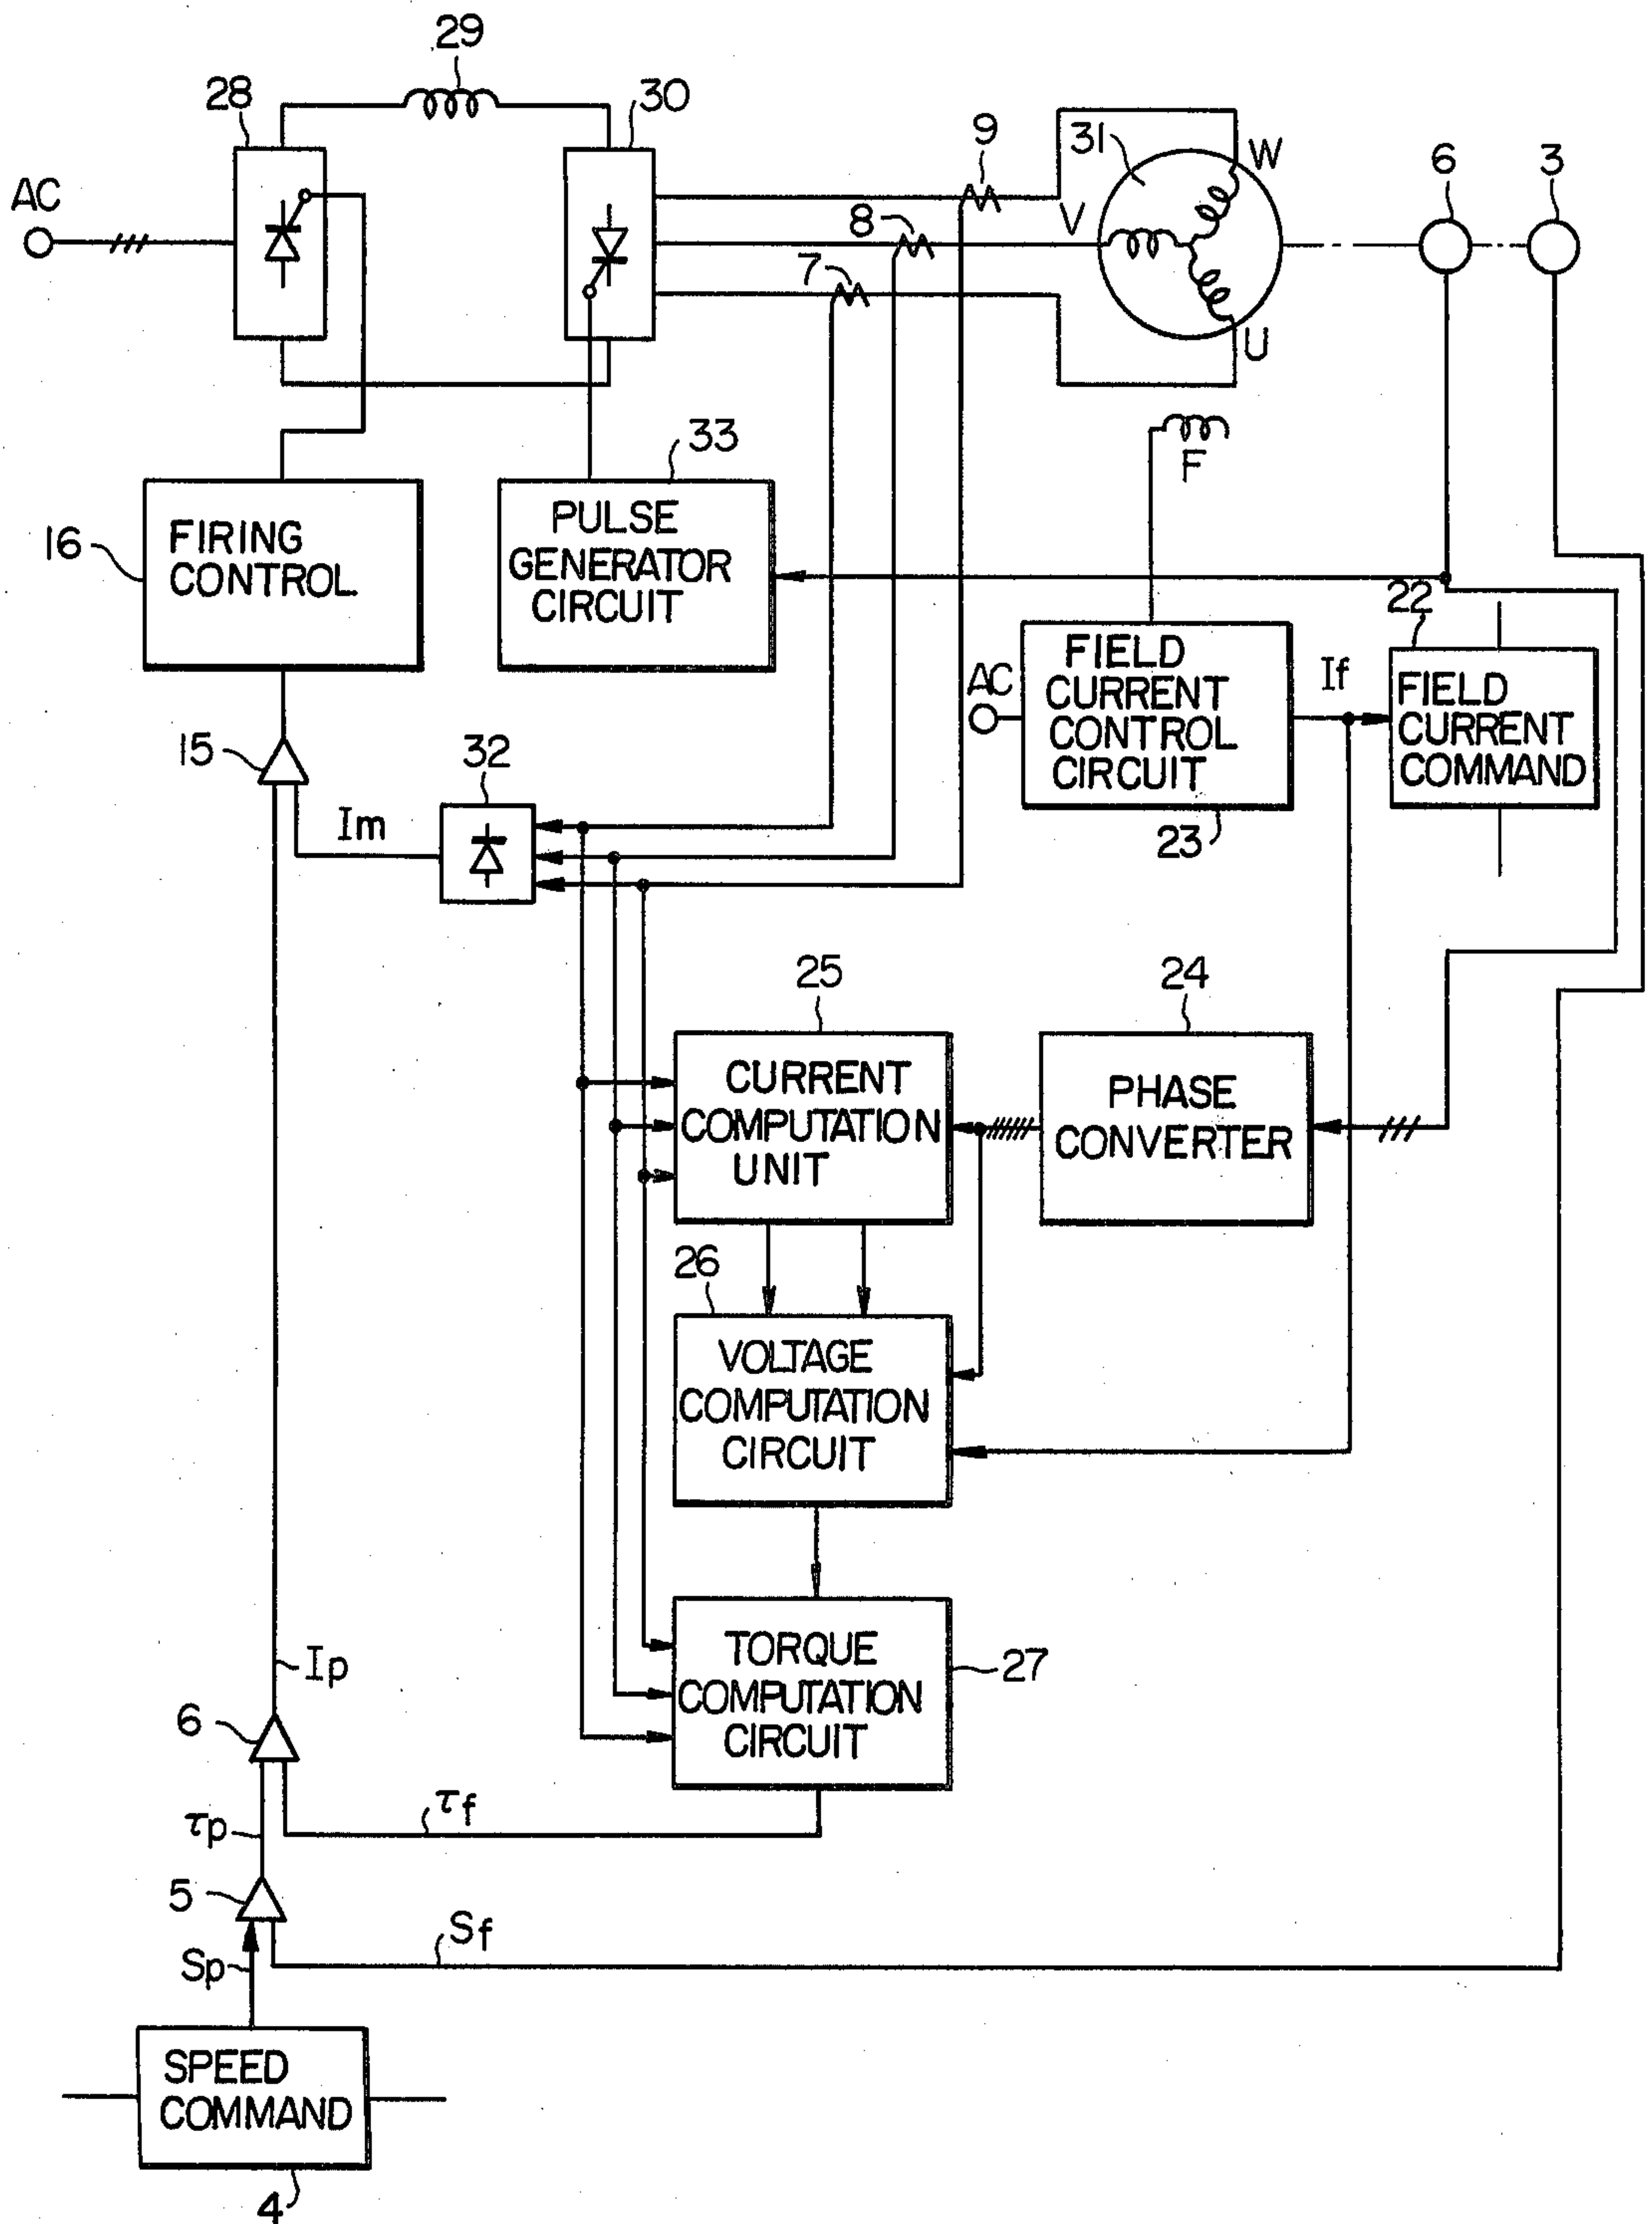 29
28
30
AC
9
31
W
6
3
8
V
7
U
33
F
16
FIRING
CONTROL
PULSE
GENERATOR
CIRCUIT
22
AC
FIELD
CURRENT
CONTROL
CIRCUIT
If
FIELD
CURRENT
COMMAND
15
32
Im
23
25
24
CURRENT
COMPUTATION
UNIT
PHASE
CONVERTER
26
VOLTAGE
COMPUTATION
CIRCUIT
TORQUE
COMPUTATION
CIRCUIT
27
Ip
6
τf
τp
5
Sf
Sp
SPEED
COMMAND
4